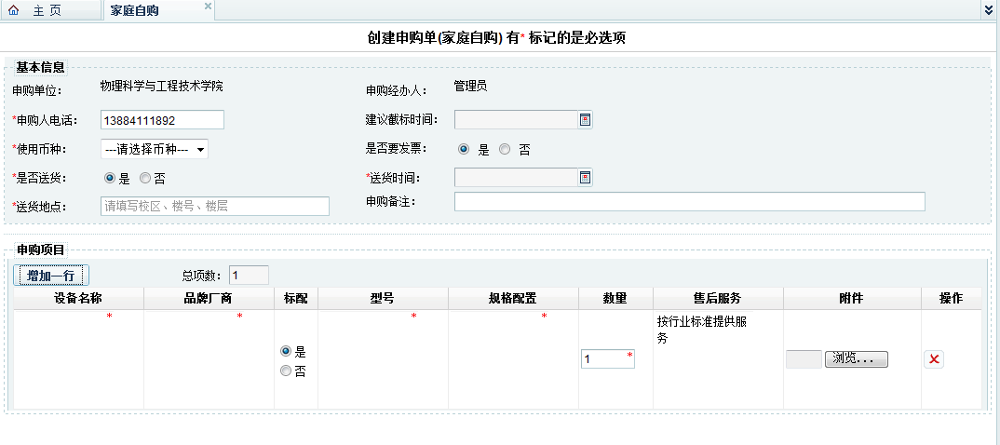 主 页 家庭自购
创建申购单(家庭自购) 有* 标记的是必选项
基本信息
申购单位： 物理科学与工程技术学院 申购经办人： 管理员
*申购人电话： 13884111892 建议截标时间：
*使用币种： ---请选择币种--- 是否要发票： 是 否
*是否送货： 是 否 *送货时间：
*送货地点： 请填写校区、楼号、楼层 申购备注：
申购项目
增加一行 总项数： 1
设备名称 品牌厂商 标配 型号 规格配置 数量 售后服务 附件 操作
* * * *
按行业标准提供服
务
是
否
1 * 浏览...